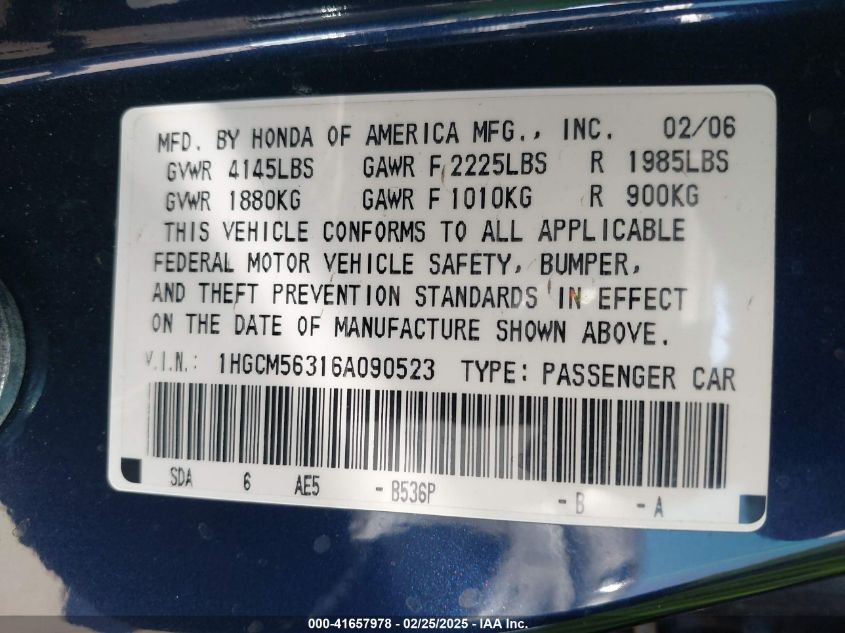 MFD. BY HONDA OF AMERICA MFG., INC. 02/06
GVWR 4145LBS GAWR F 2225LBS R 1985LBS
GVWR 1880KG GAWR F 1010KG R 900KG
THIS VEHICLE CONFORMS TO ALL APPLICABLE
FEDERAL MOTOR VEHICLE SAFETY, BUMPER,
AND THEFT PREVENTION STANDARDS IN EFFECT
ON THE DATE OF MANUFACTURE SHOWN ABOVE.
V.I.N.: 1HGCM56316A090523 TYPE: PASSENGER CAR
SDA 6 AE5 - B536P - B - A
000-41657978 - 02/25/2025 - IAA Inc.